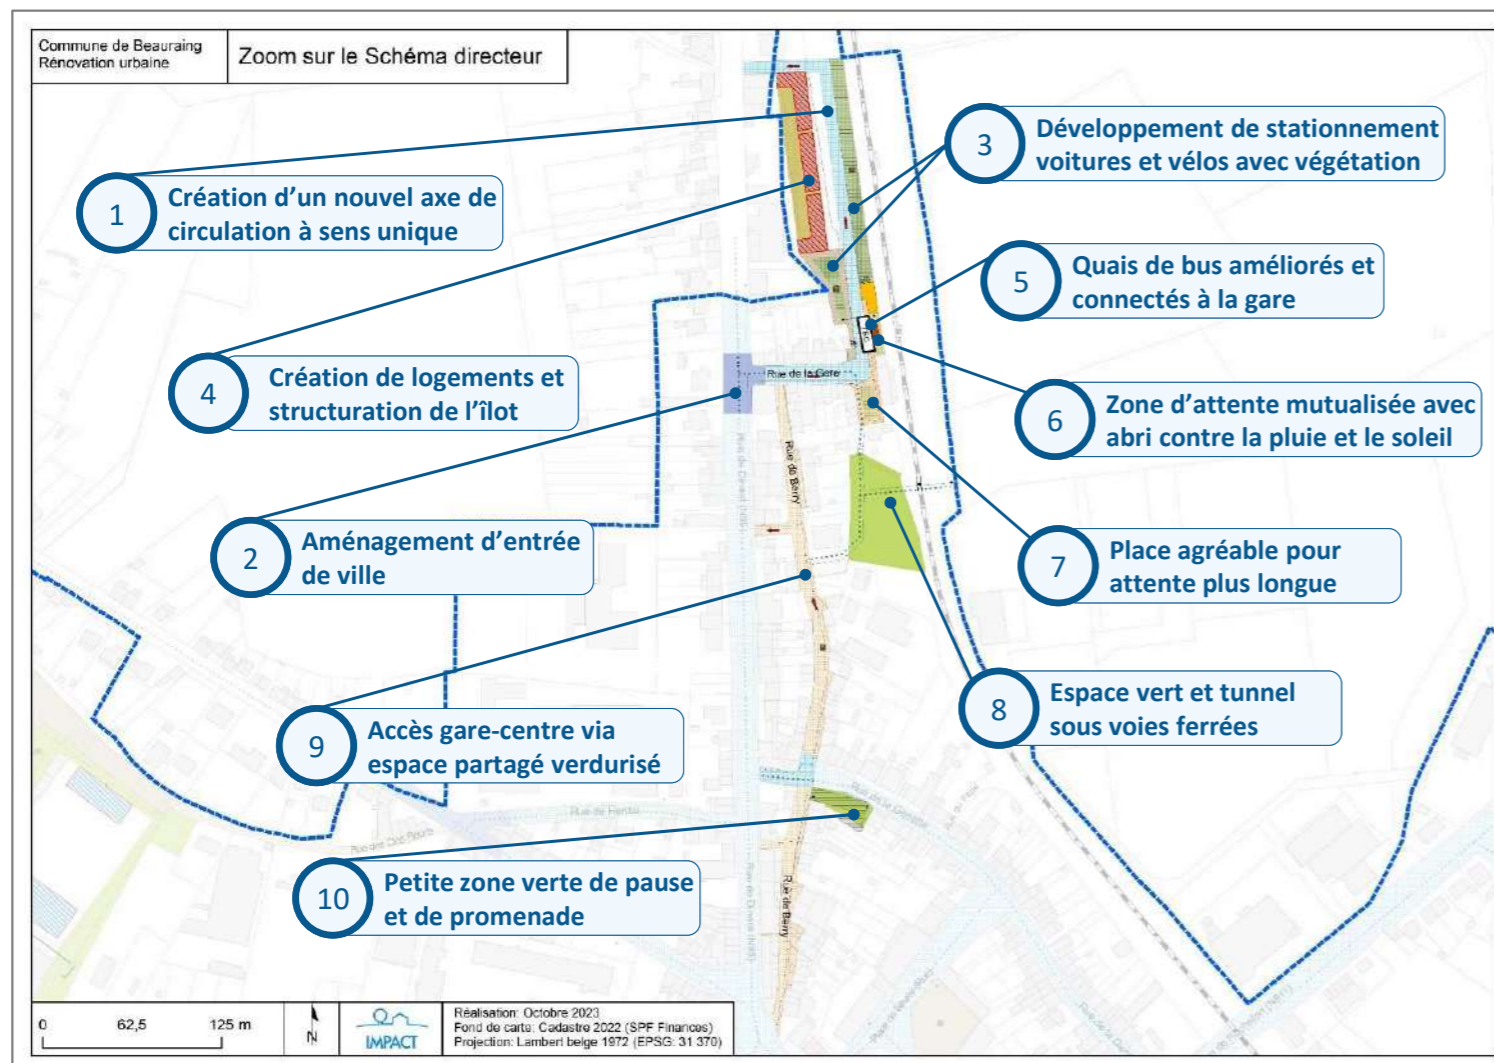 Commune de Beauraing
Rénovation urbaine
Zoom sur le Schéma directeur
3
Développement de stationnement
voitures et vélos avec végétation
1
Création d’un nouvel axe de
circulation à sens unique
5
Quais de bus améliorés et
connectés à la gare
4
Création de logements et
structuration de l’îlot
Rue de la Gare
6
Zone d’attente mutualisée avec
abri contre la pluie et le soleil
Rue de Berry
2
Aménagement d’entrée
de ville
7
Place agréable pour
attente plus longue
8
Espace vert et tunnel
sous voies ferrées
9
Accès gare-centre via
espace partagé verdurisé
10
Petite zone verte de pause
et de promenade
Rue de Berry
0 62,5 125 m
N
IMPACT
Réalisation: Octobre 2023
Fond de carte: Cadastre 2022 (SPF Finances)
Projection: Lambert belge 1972 (EPSG: 31 370)